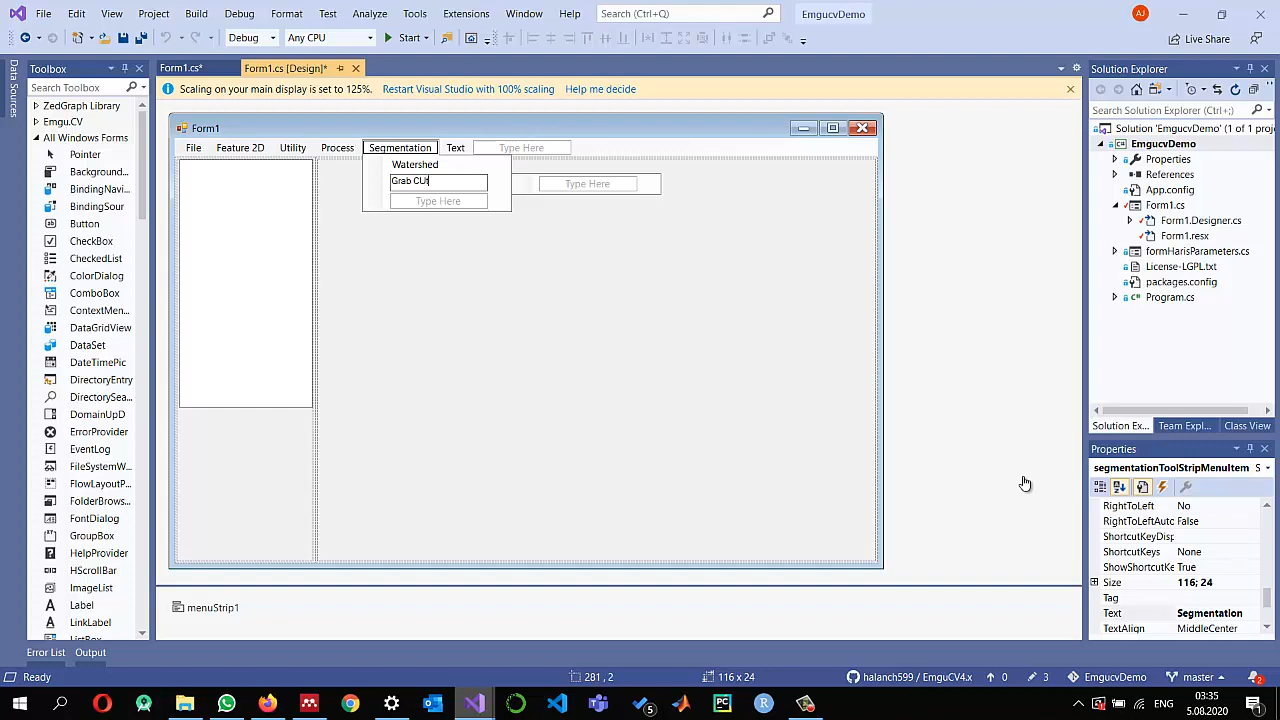 File Edit View Project Build Debug Format Test Analyze Tools Extensions Window Help Search (Ctrl+Q) EmgucvDemo AJ
Debug Any CPU Start Live Share
Data Sources
Toolbox
Search Toolbox
ZedGraph Library
Emgu.CV
All Windows Forms
Pointer
Background...
BindingNavi...
BindingSour
Button
CheckBox
CheckedList
ColorDialog
ComboBox
ContextMen...
DataGridView
DataSet
DateTimePic
DirectoryEntry
DirectorySea...
DomainUpD
ErrorProvider
EventLog
FileSystemW...
FlowLayoutP...
FolderBrows...
FontDialog
GroupBox
HelpProvider
HScrollBar
ImageList
Label
LinkLabel
ListBox
Form1.cs* Form1.cs [Design]*
Scaling on your main display is set to 125%. Restart Visual Studio with 100% scaling Help me decide
Form1
File Feature 2D Utility Process Segmentation Text Type Here
Watershed
Grab CUt Type Here
Type Here
menuStrip1
Solution Explorer
Search Solution Explorer (Ctrl+;)
Solution 'EmgucvDemo' (1 of 1 proj
EmgucvDemo
Properties
References
App.config
Form1.cs
Form1.Designer.cs
Form1.resx
formHarisParameters.cs
License-LGPL.txt
packages.config
Program.cs
Solution Ex... Team Expl... Class View
Properties
segmentationToolStripMenuItem S
RightToLeft No
RightToLeftAutc False
ShortcutKeyDisp
ShortcutKeys None
ShowShortcutKe True
Size 116; 24
Tag
Text Segmentation
TextAlign MiddleCenter
Error List Output
Ready 281 , 2 116 x 24 halanch599 / EmguCV4.x 0 3 EmgucvDemo master 2
ENG 03:35
5.08.2020